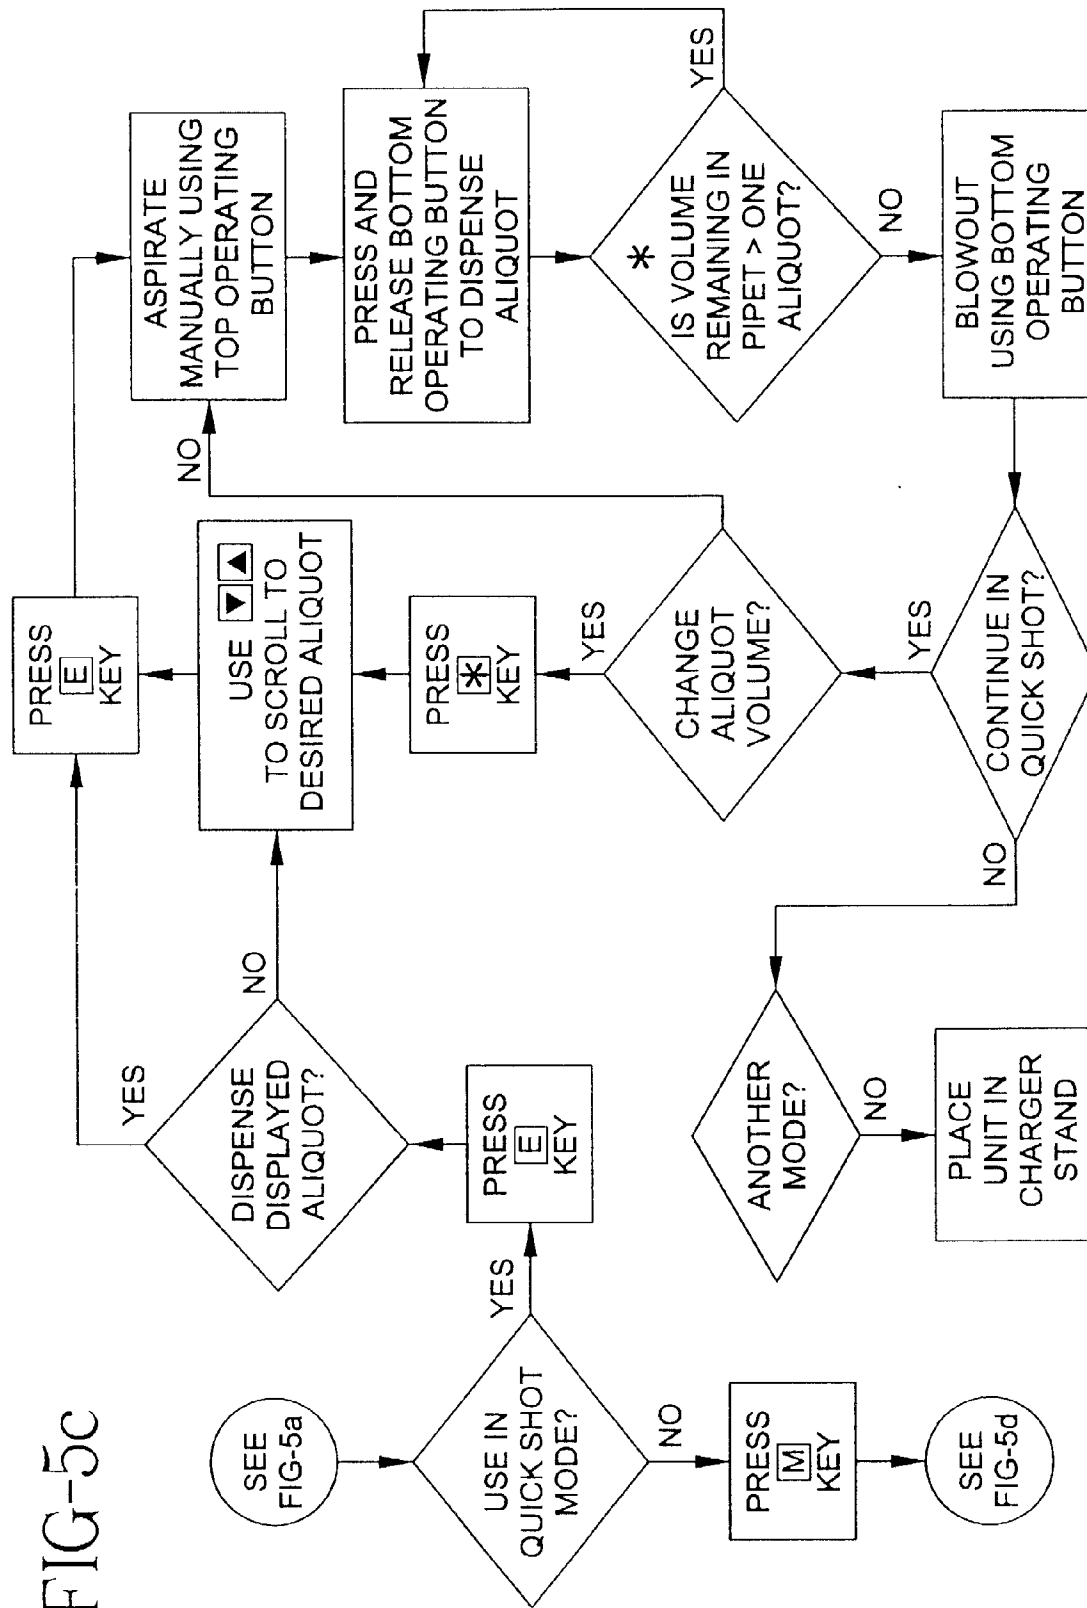 FIG-5c
SEE
FIG-5a
USE IN
QUICK SHOT
MODE?
NO
PRESS
M
KEY
SEE
FIG-5d
YES
PRESS
E
KEY
DISPENSE
DISPLAYED
ALIQUOT?
YES
NO
PRESS
E
KEY
USE ▼ ▲
TO SCROLL TO
DESIRED ALIQUOT
PRESS
*
KEY
YES
CHANGE
ALIQUOT
VOLUME?
NO
ASPIRATE
MANUALLY USING
TOP OPERATING
BUTTON
PRESS AND
RELEASE BOTTOM
OPERATING BUTTON
TO DISPENSE
ALIQUOT
*
IS VOLUME
REMAINING IN
PIPET > ONE
ALIQUOT?
YES
NO
BLOWOUT
USING BOTTOM
OPERATING
BUTTON
CONTINUE IN
QUICK SHOT?
YES
NO
ANOTHER
MODE?
NO
PLACE
UNIT IN
CHARGER
STAND